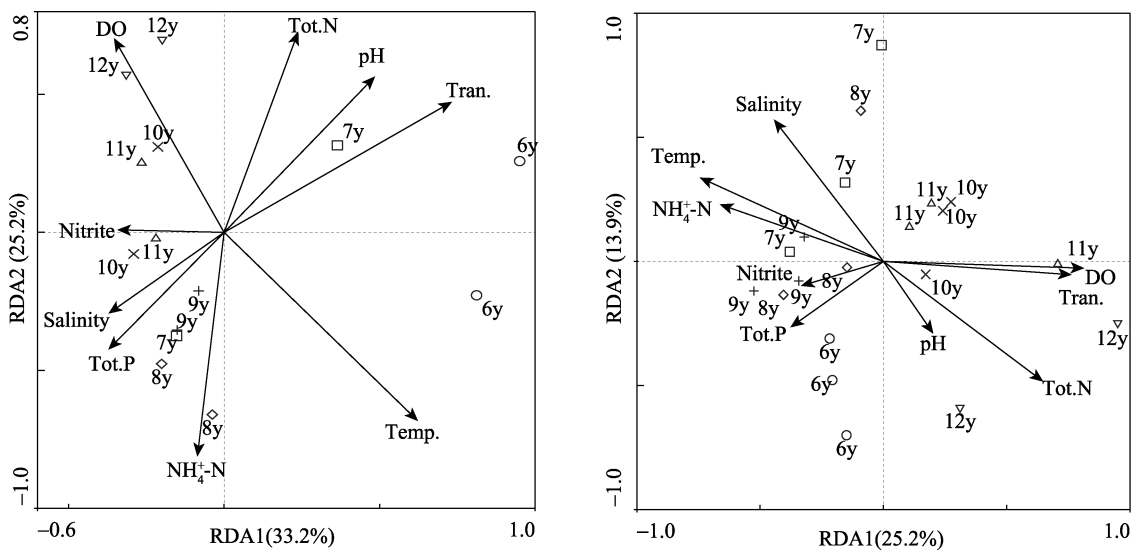 0.8
RDA2 (25.2%)
−1.0
−0.6
RDA1(33.2%)
1.0
DO
12y
12y
Tot.N
pH
Tran.
10y
11y
7y
6y
Nitrite
11y
10y
9y
Salinity
9y
7y
Tot.P
8y
8y
6y
Temp.
NH₄⁺-N
1.0
RDA2 (13.9%)
−1.0
−1.0
RDA1(25.2%)
1.0
7y
8y
Salinity
Temp.
7y
NH₄⁺-N
11y
10y
10y
11y
9y
7y
11y
Nitrite
8y
DO
10y
Tran.
9y
8y
9y
Tot.P
pH
12y
6y
6y
Tot.N
12y
6y